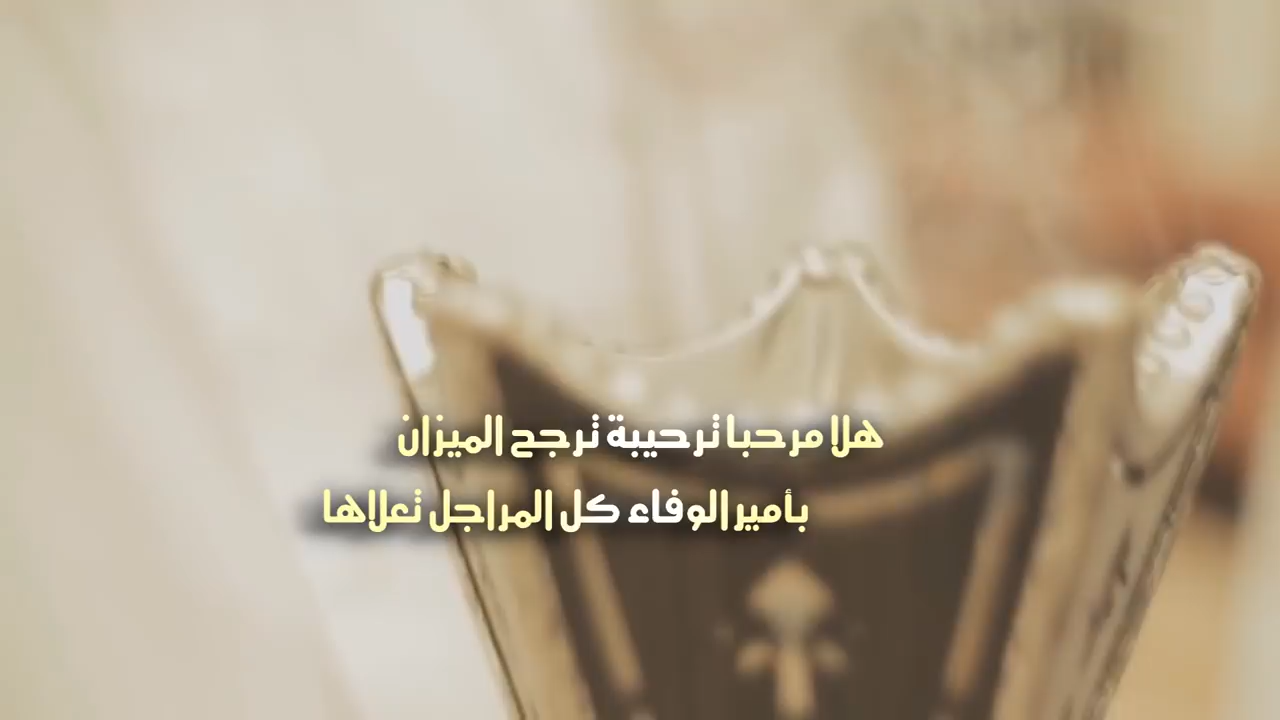 هلا مرحبا ترحيبة ترجح الميزان
بأمير الوفاء كل المراجل تعلاها